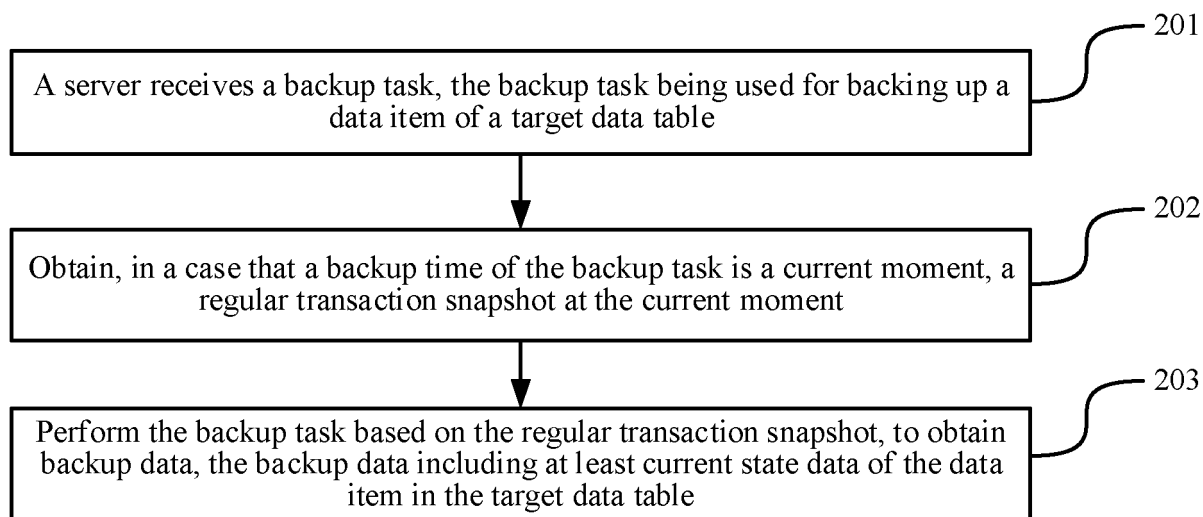 201
A server receives a backup task, the backup task being used for backing up a
data item of a target data table
202
Obtain, in a case that a backup time of the backup task is a current moment, a
regular transaction snapshot at the current moment
203
Perform the backup task based on the regular transaction snapshot, to obtain
backup data, the backup data including at least current state data of the data
item in the target data table